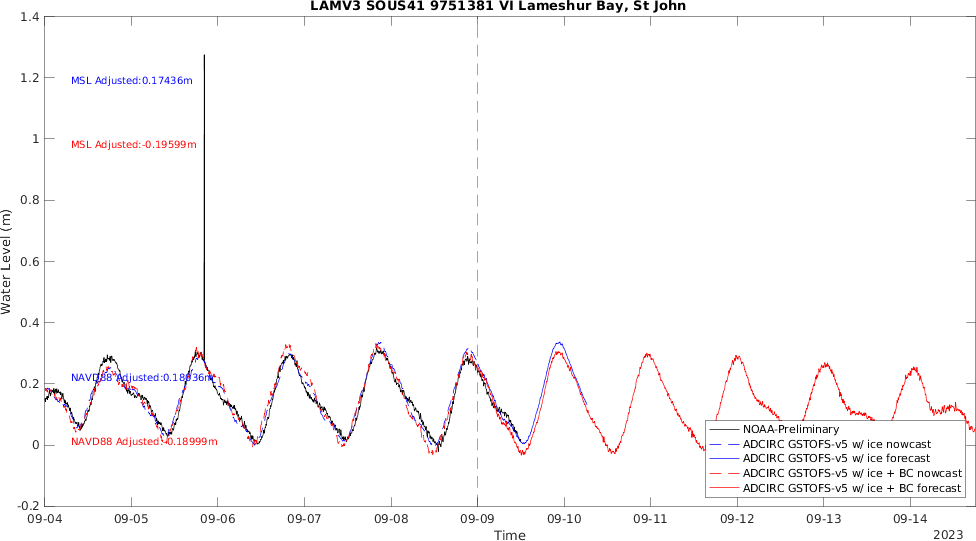 LAMV3 SOUS41 9751381 VI Lameshur Bay, St John
1.4
1.2
1
0.8
0.6
0.4
0.2
0
-0.2
Water Level (m)
MSL Adjusted:0.17436m
MSL Adjusted:-0.19599m
NAVD88 Adjusted:0.18936m
NAVD88 Adjusted:-0.18999m
NOAA-Preliminary
ADCIRC GSTOFS-v5 w/ ice nowcast
ADCIRC GSTOFS-v5 w/ ice forecast
ADCIRC GSTOFS-v5 w/ ice + BC nowcast
ADCIRC GSTOFS-v5 w/ ice + BC forecast
09-04 09-05 09-06 09-07 09-08 09-09 09-10 09-11 09-12 09-13 09-14
Time
2023